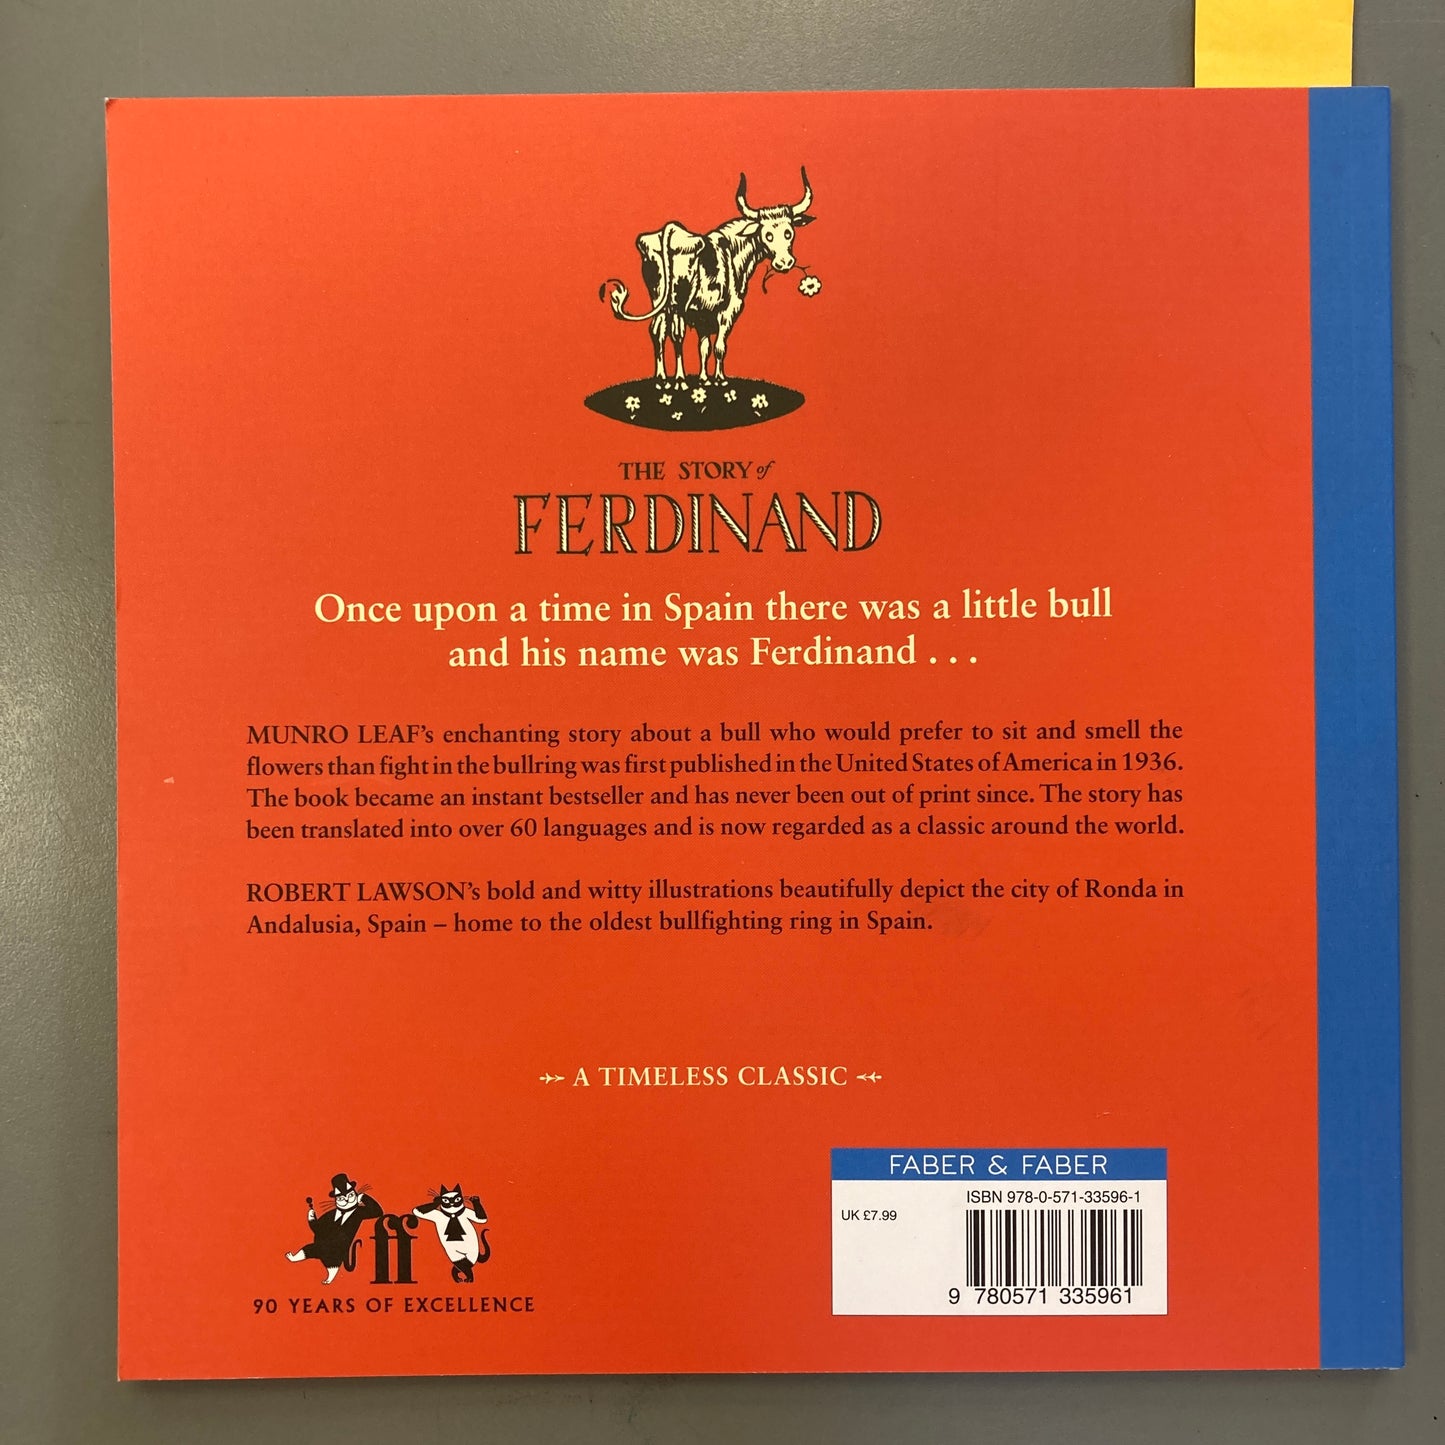 THE STORY of
FERDINAND
Once upon a time in Spain there was a little bull
and his name was Ferdinand . . .
MUNRO LEAF's enchanting story about a bull who would prefer to sit and smell the
flowers than fight in the bullring was first published in the United States of America in 1936.
The book became an instant bestseller and has never been out of print since. The story has
been translated into over 60 languages and is now regarded as a classic around the world.
ROBERT LAWSON's bold and witty illustrations beautifully depict the city of Ronda in
Andalusia, Spain – home to the oldest bullfighting ring in Spain.
A TIMELESS CLASSIC
ff
90 YEARS OF EXCELLENCE
FABER & FABER
ISBN 978-0-571-33596-1
UK £7.99
9 780571 335961